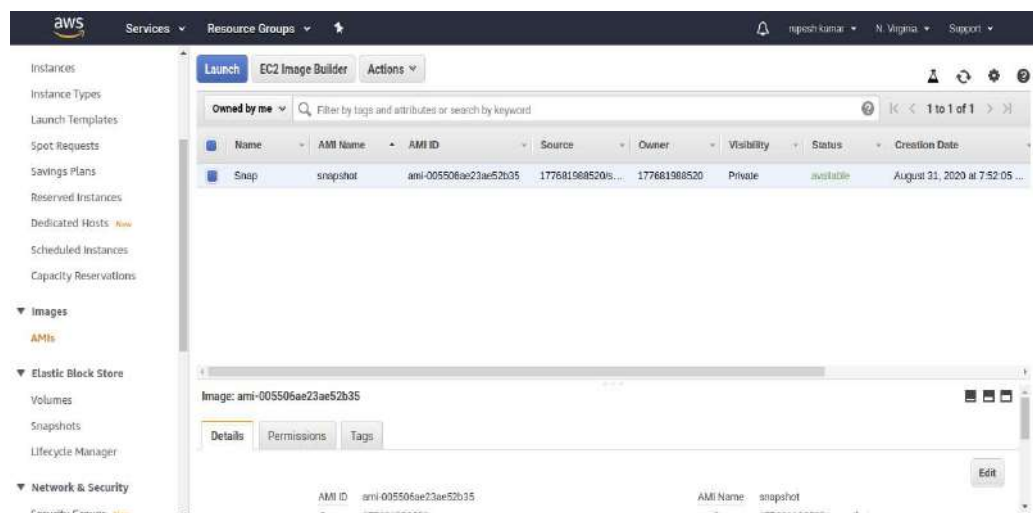 aws Services Resource Groups rupesh kumar N. Virginia Support
Instances
Instance Types
Launch Templates
Spot Requests
Savings Plans
Reserved Instances
Dedicated Hosts New
Scheduled Instances
Capacity Reservations
Images
AMIs
Elastic Block Store
Volumes
Snapshots
Lifecycle Manager
Network & Security
Launch EC2 Image Builder Actions
Owned by me Filter by tags and attributes or search by keyword 1 to 1 of 1
Name AMI Name AMI ID Source Owner Visibility Status Creation Date
Snap snapshot ami-005506ae23ae52b35 177681988520/s... 177681988520 Private available August 31, 2020 at 7:52:05 ...
Image: ami-005506ae23ae52b35
Details Permissions Tags
Edit
AMI ID ami-005506ae23ae52b35 AMI Name snapshot